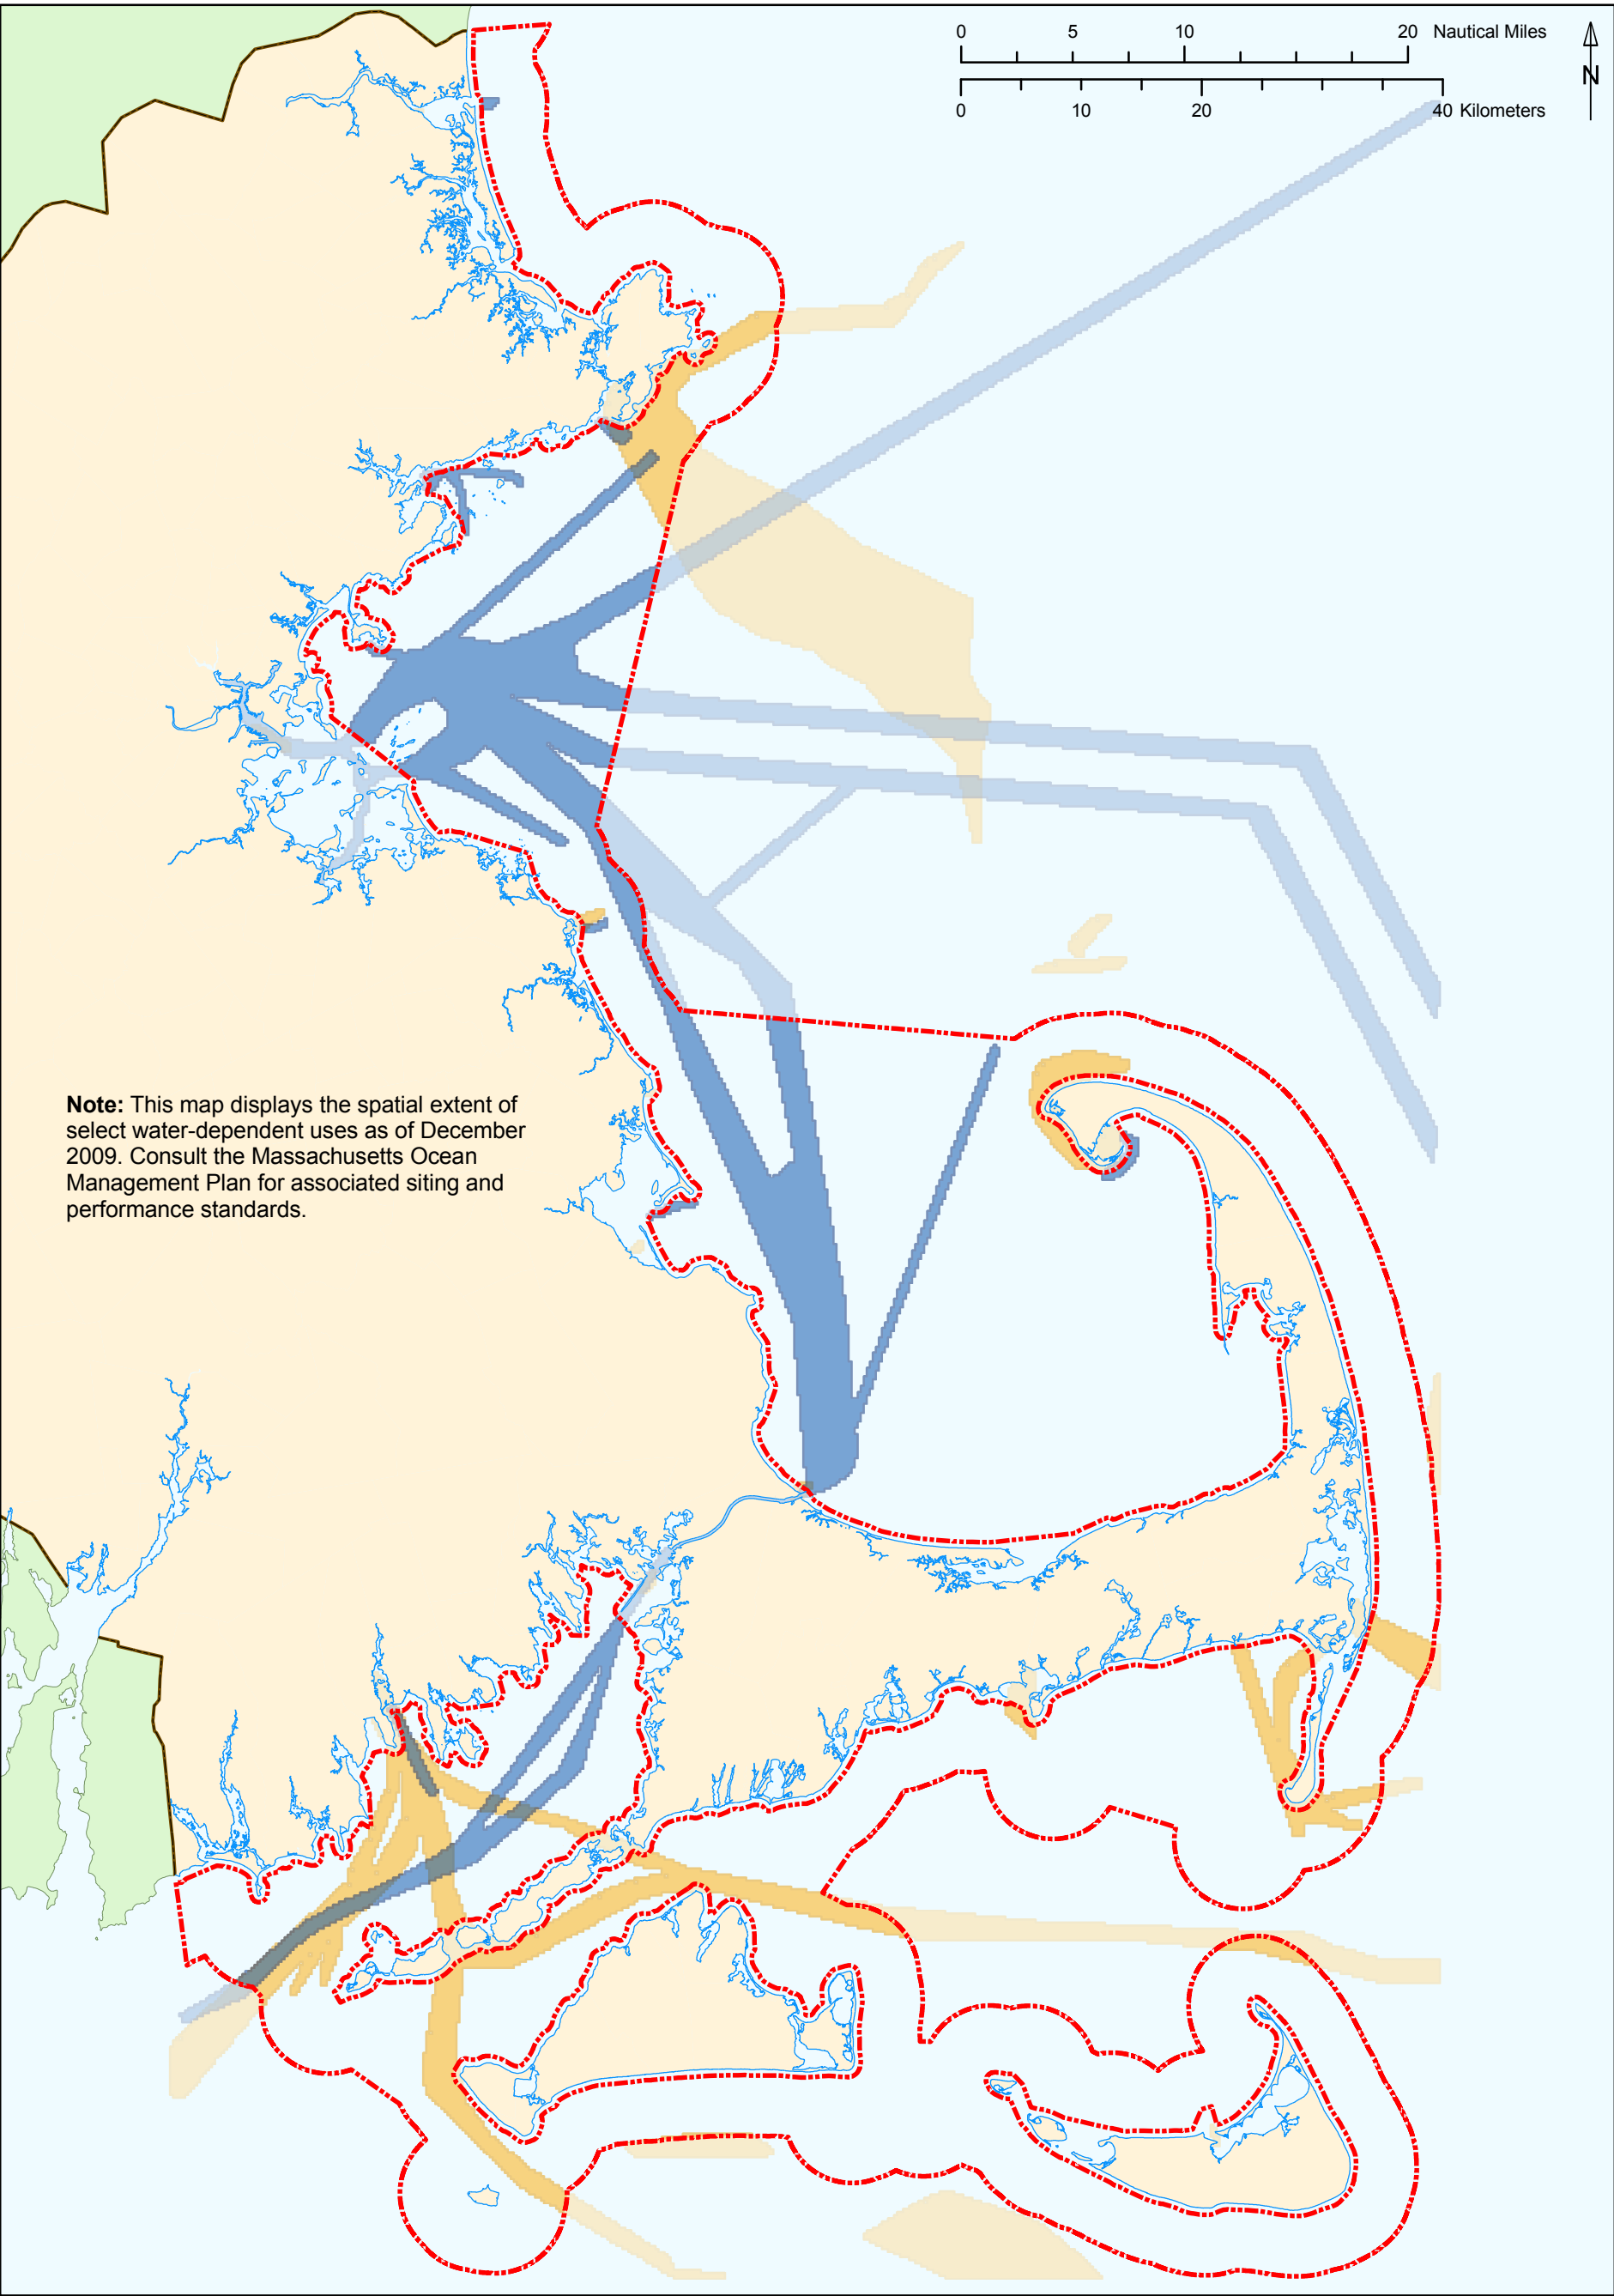 0 5 10 20 Nautical Miles
N
0 10 20 40 Kilometers
Note: This map displays the spatial extent of
select water-dependent uses as of December
2009. Consult the Massachusetts Ocean
Management Plan for associated siting and
performance standards.